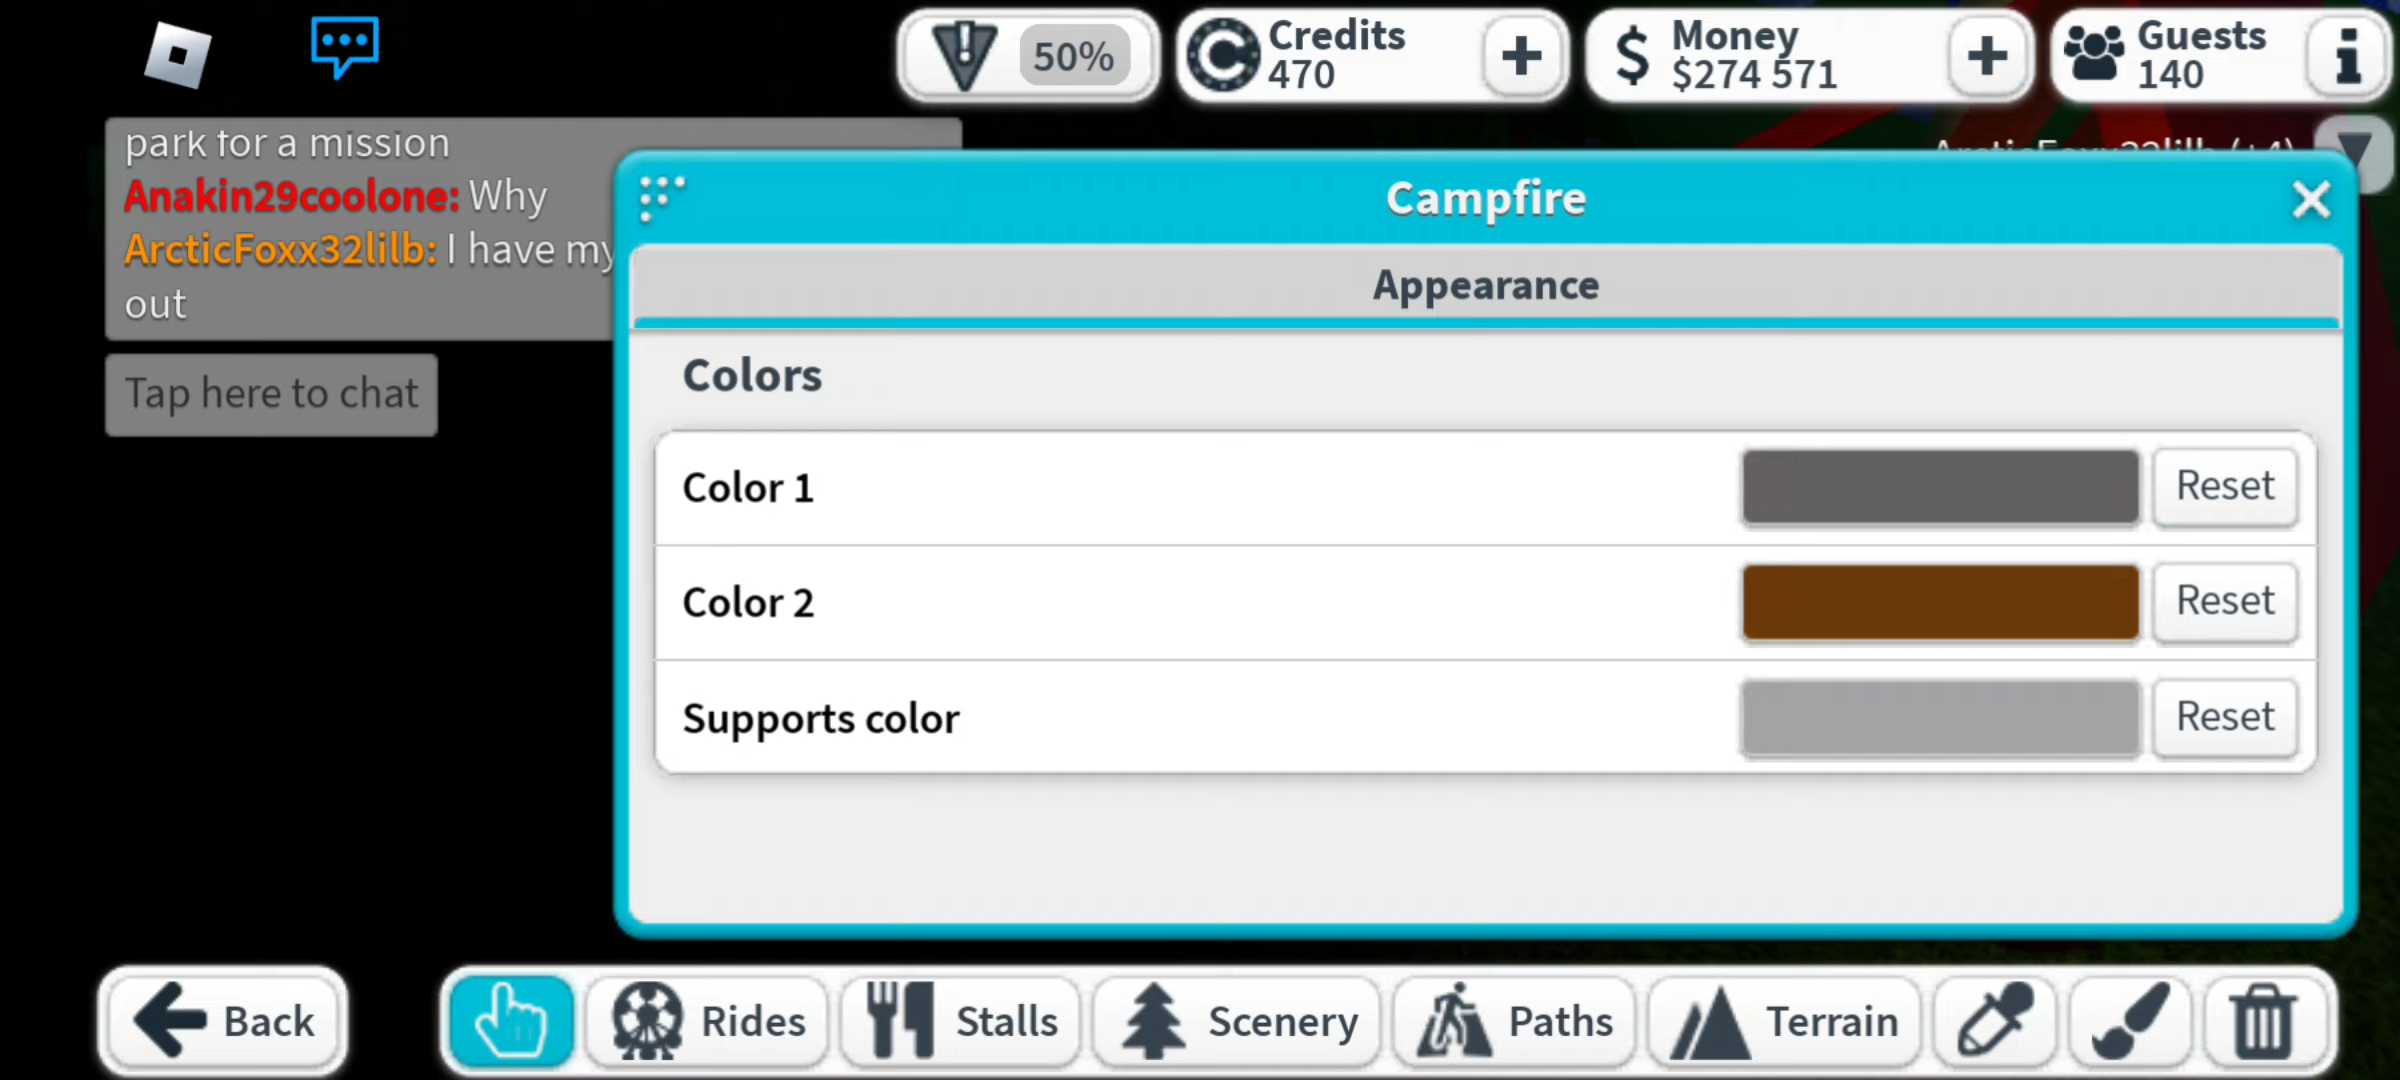 50%
Credits
470
Money
$274 571
Guests
140
park for a mission
Anakin29coolone: Why
ArcticFoxx32lilb: I have my
out
Tap here to chat
ArcticFoxx32lilb (+4)
Campfire
Appearance
Colors
Color 1
Reset
Color 2
Reset
Supports color
Reset
Back
Rides
Stalls
Scenery
Paths
Terrain